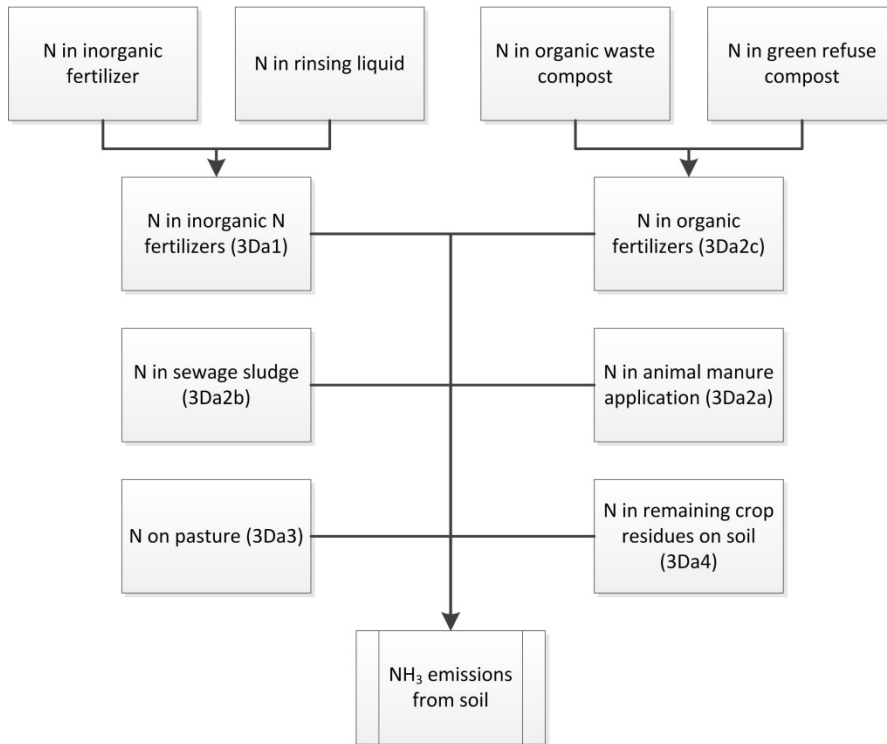 N in inorganic
fertilizer
N in rinsing liquid
N in organic waste
compost
N in green refuse
compost
N in inorganic N
fertilizers (3Da1)
N in organic
fertilizers (3Da2c)
N in sewage sludge
(3Da2b)
N in animal manure
application (3Da2a)
N on pasture (3Da3)
N in remaining crop
residues on soil
(3Da4)
NH₃ emissions
from soil